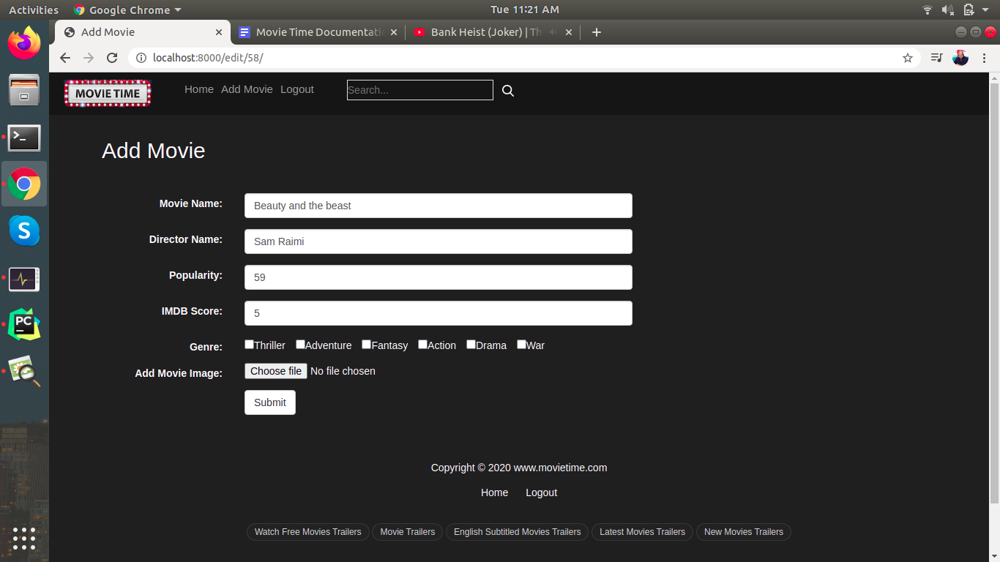 Activities Google Chrome Tue 11:21 AM
Add Movie Movie Time Documentatio Bank Heist (Joker) | Th
localhost:8000/edit/58/
MOVIE TIME Home Add Movie Logout Search...
Add Movie
Movie Name: Beauty and the beast
Director Name: Sam Raimi
Popularity: 59
IMDB Score: 5
Genre: Thriller Adventure Fantasy Action Drama War
Add Movie Image: Choose file No file chosen
Submit
Copyright © 2020 www.movietime.com
Home Logout
Watch Free Movies Trailers Movie Trailers English Subtitled Movies Trailers Latest Movies Trailers New Movies Trailers
S
PC